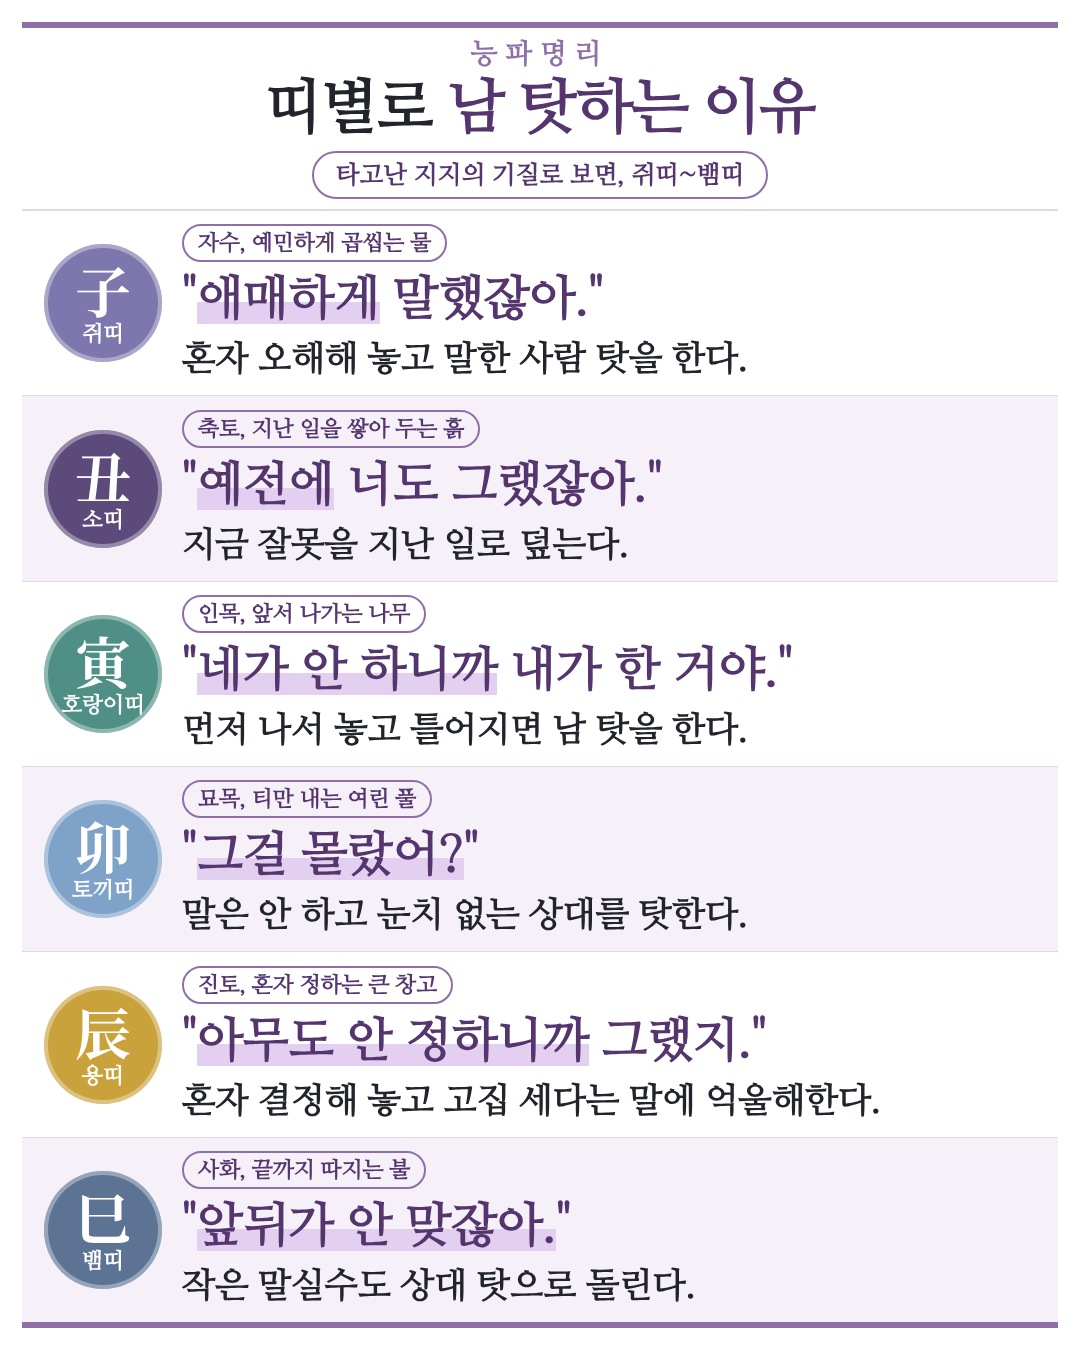 능파명리
띠별로 남 탓하는 이유
타고난 지지의 기질로 보면, 쥐띠~뱀띠
자수, 예민하게 곱씹는 물
子
쥐띠
"애매하게 말했잖아."
혼자 오해해 놓고 말한 사람 탓을 한다.
축토, 지난 일을 쌓아 두는 흙
丑
소띠
"예전에 너도 그랬잖아."
지금 잘못을 지난 일로 덮는다.
인목, 앞서 나가는 나무
寅
호랑이띠
"네가 안 하니까 내가 한 거야."
먼저 나서 놓고 틀어지면 남 탓을 한다.
묘목, 티만 내는 여린 풀
卯
토끼띠
"그걸 몰랐어?"
말은 안 하고 눈치 없는 상대를 탓한다.
진토, 혼자 정하는 큰 창고
辰
용띠
"아무도 안 정하니까 그랬지."
혼자 결정해 놓고 고집 세다는 말에 억울해한다.
사화, 끝까지 따지는 불
巳
뱀띠
"앞뒤가 안 맞잖아."
작은 말실수도 상대 탓으로 돌린다.